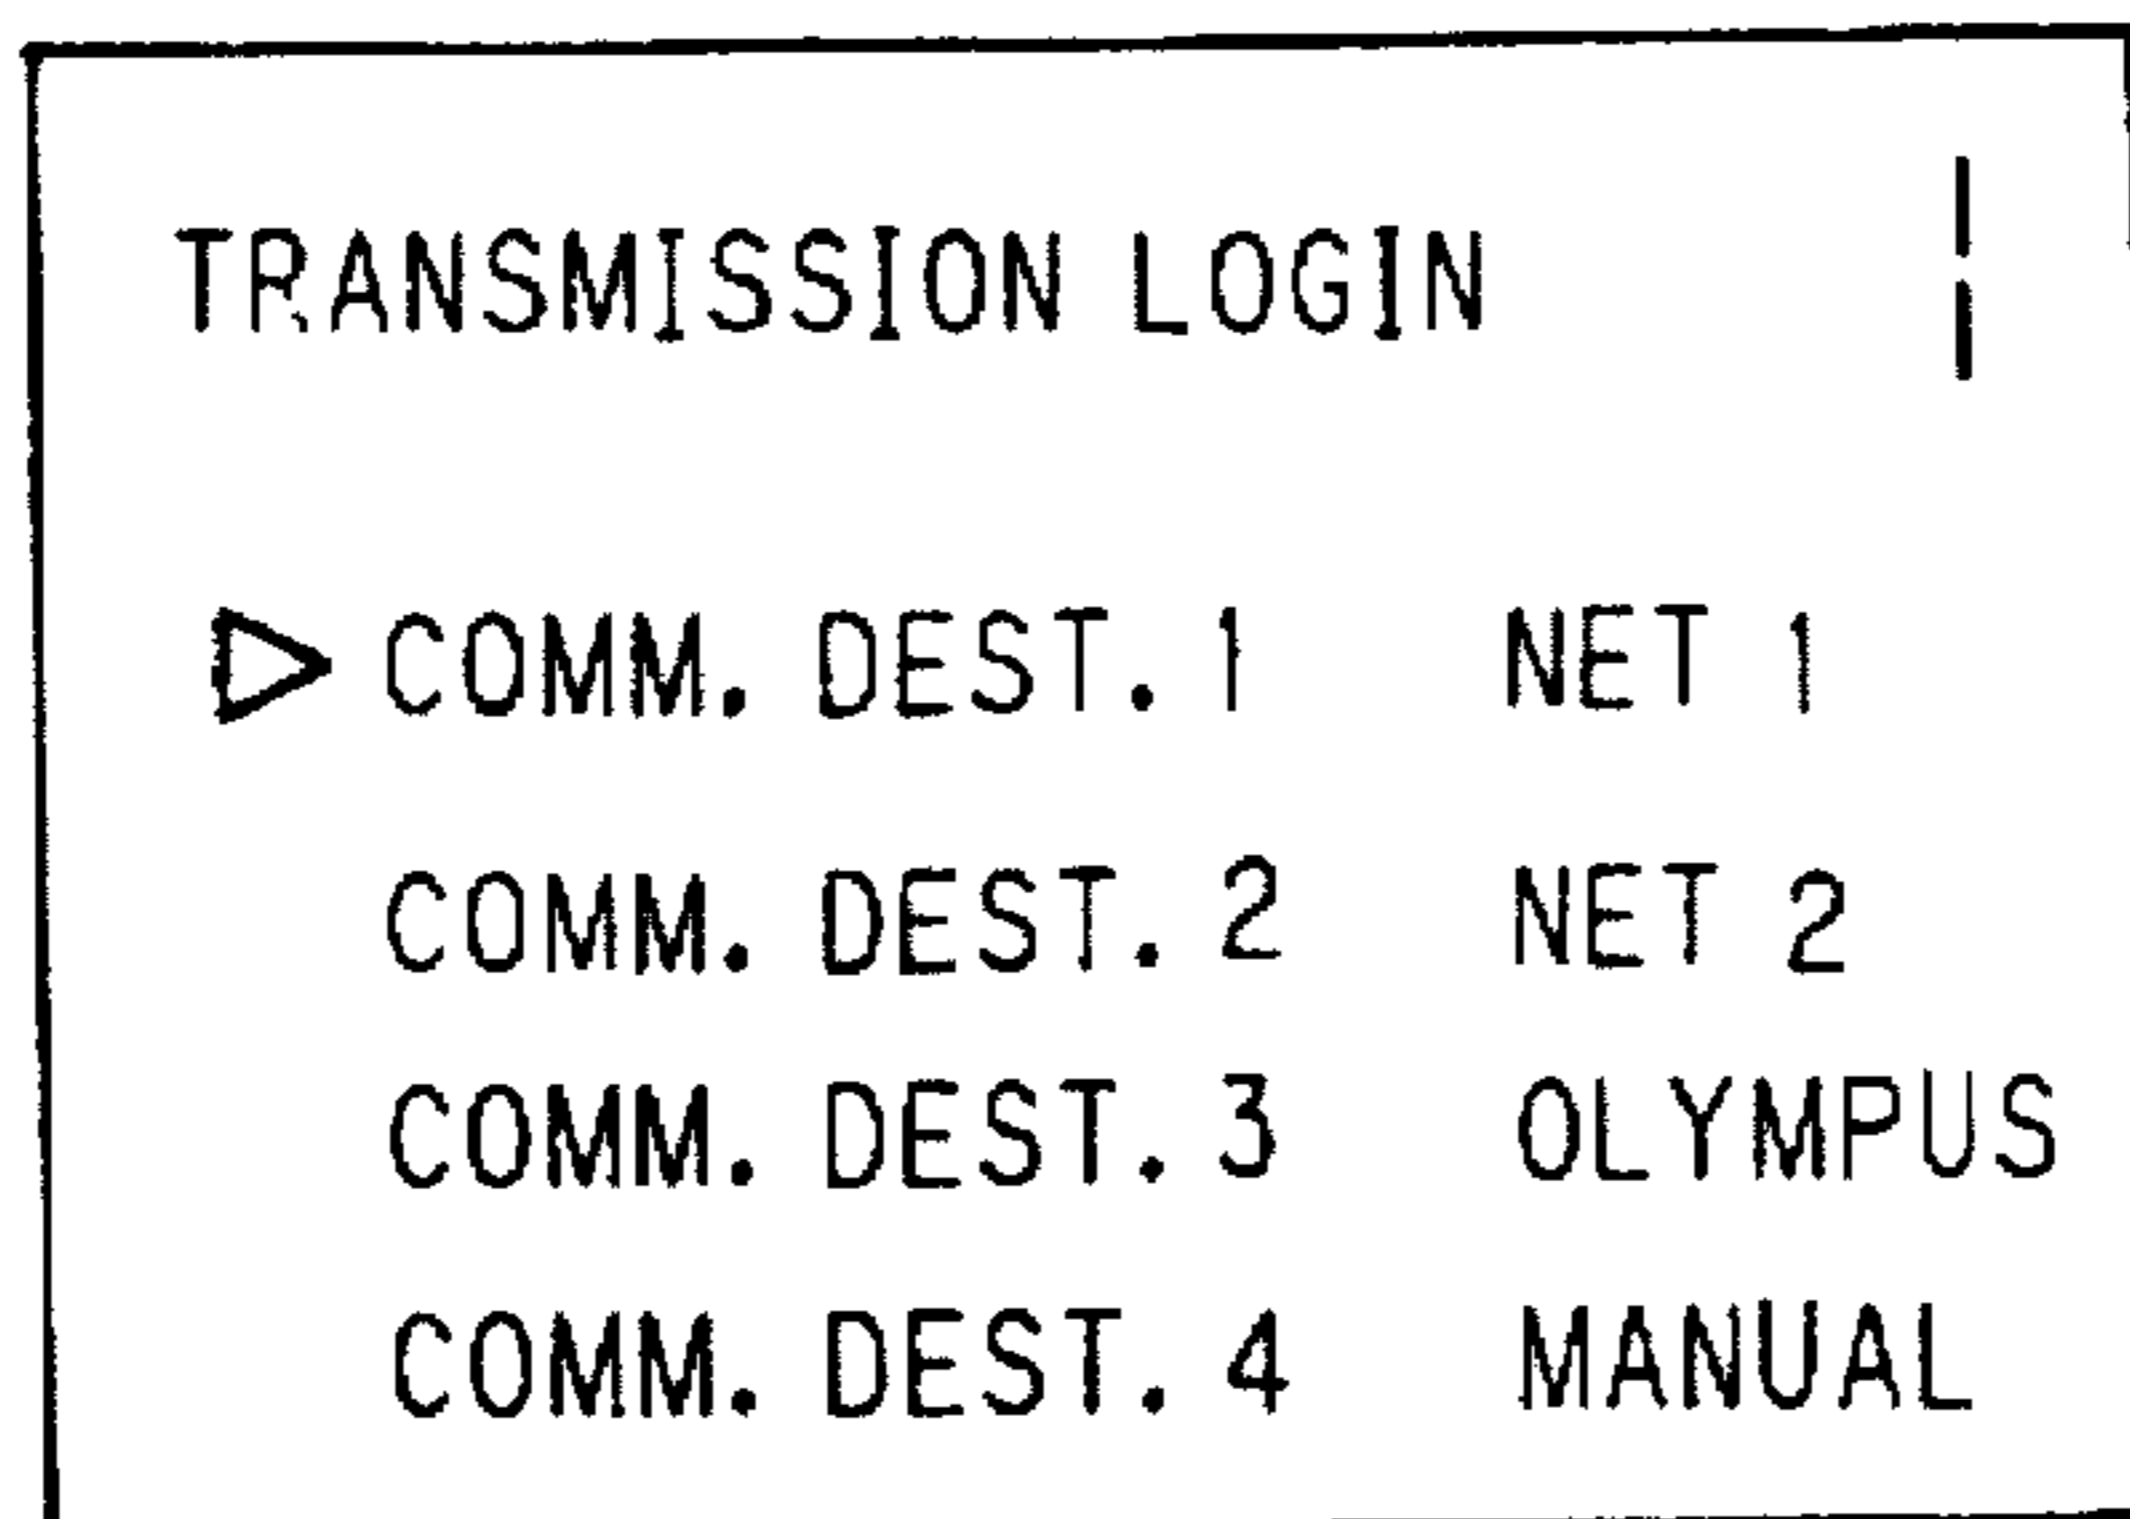 TRANSMISSION LOGIN
▷ COMM. DEST. 1 NET 1
COMM. DEST. 2 NET 2
COMM. DEST. 3 OLYMPUS
COMM. DEST. 4 MANUAL